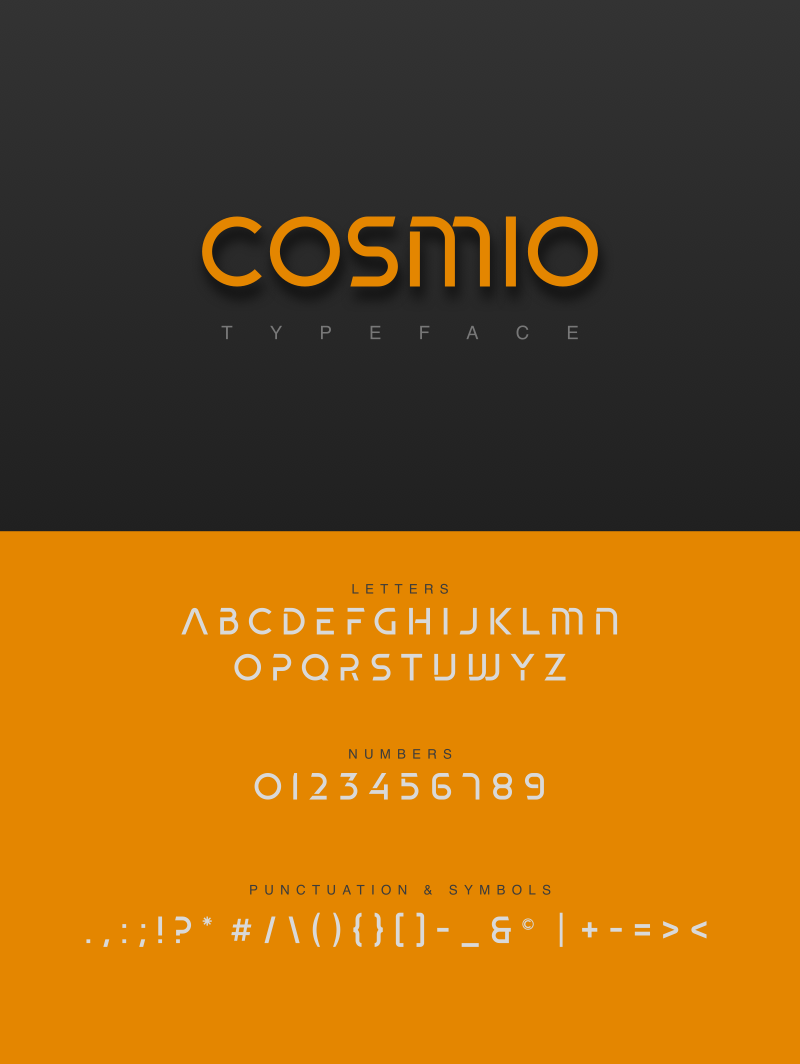 COSMIO
TYPEFACE
LETTERS
ABCDEFGHIJKLMN
OPQRSTUWYZ
NUMBERS
0123456789
PUNCTUATION & SYMBOLS
.,:;!?*#/\(){}[]-_&©|+-=><